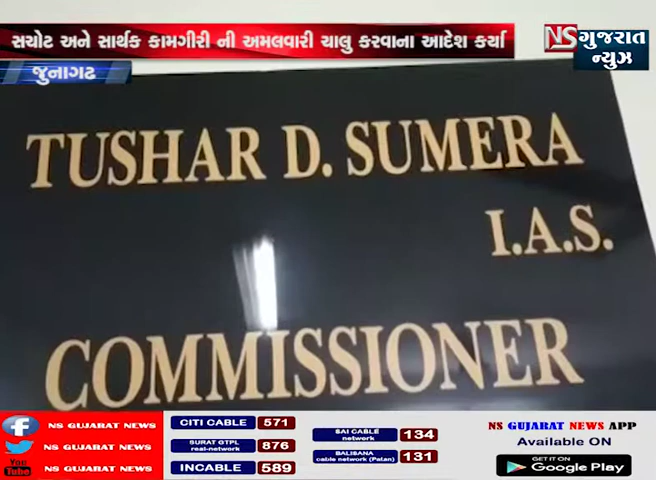 સચોટ અને સાર્થક કામગીરી ની અમલવારી ચાલુ કરવાના આદેશ કર્યા
NS ગુજરાત ન્યુઝ
જુનાગઢ
TUSHAR D. SUMERA
I.A.S.
COMMISSIONER
NS GUJARAT NEWS
NS GUJARAT NEWS
You Tube NS GUJARAT NEWS
CITI CABLE 571
SURAT GTPL real-network 876
INCABLE 589
SAI CABLE network 134
BALISANA cable network (Patan) 131
NS GUJARAT NEWS APP
Available ON
GET IT ON
Google Play